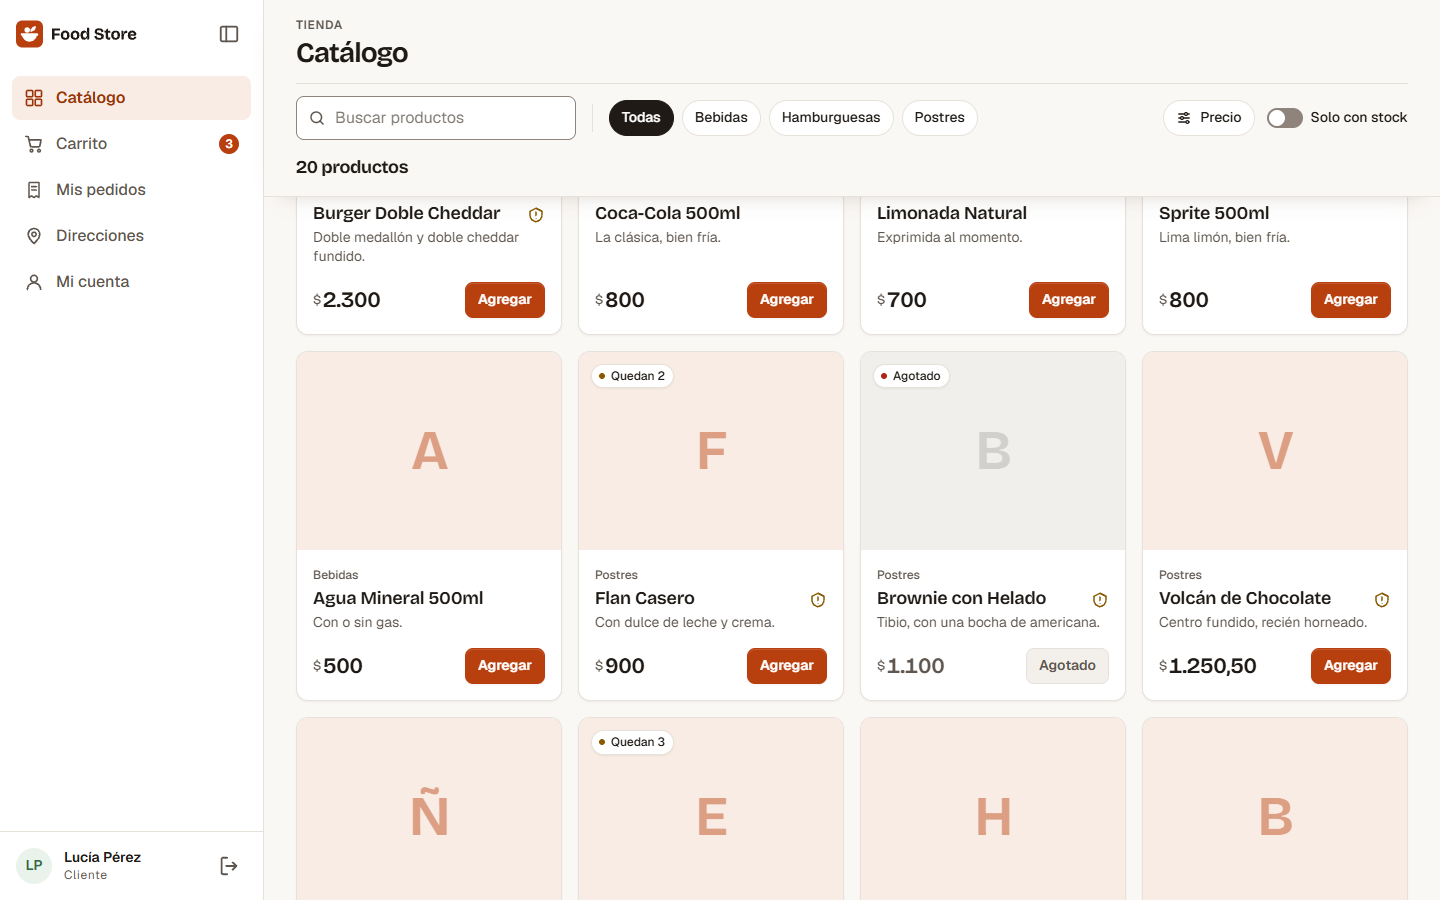 Food Store
Catálogo
Carrito
3
Mis pedidos
Direcciones
Mi cuenta
LP
Lucía Pérez
Cliente
TIENDA
Catálogo
Buscar productos
Todas
Bebidas
Hamburguesas
Postres
Precio
Solo con stock
20 productos
Burger Doble Cheddar
Doble medallón y doble cheddar
fundido.
$2.300
Agregar
Coca-Cola 500ml
La clásica, bien fría.
$800
Agregar
Limonada Natural
Exprimida al momento.
$700
Agregar
Sprite 500ml
Lima limón, bien fría.
$800
Agregar
A
Bebidas
Agua Mineral 500ml
Con o sin gas.
$500
Agregar
Quedan 2
F
Postres
Flan Casero
Con dulce de leche y crema.
$900
Agregar
Agotado
B
Postres
Brownie con Helado
Tibio, con una bocha de americana.
$1.100
Agotado
V
Postres
Volcán de Chocolate
Centro fundido, recién horneado.
$1.250,50
Agregar
Ñ
Quedan 3
E
H
B